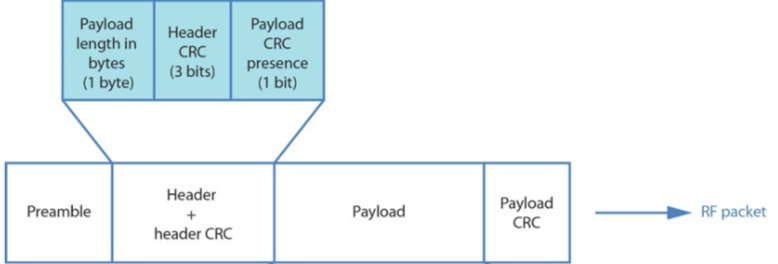 Payload
length in
bytes
(1 byte)
Header
CRC
(3 bits)
Payload
CRC
presence
(1 bit)
Preamble
Header
+
header CRC
Payload
Payload
CRC
RF packet